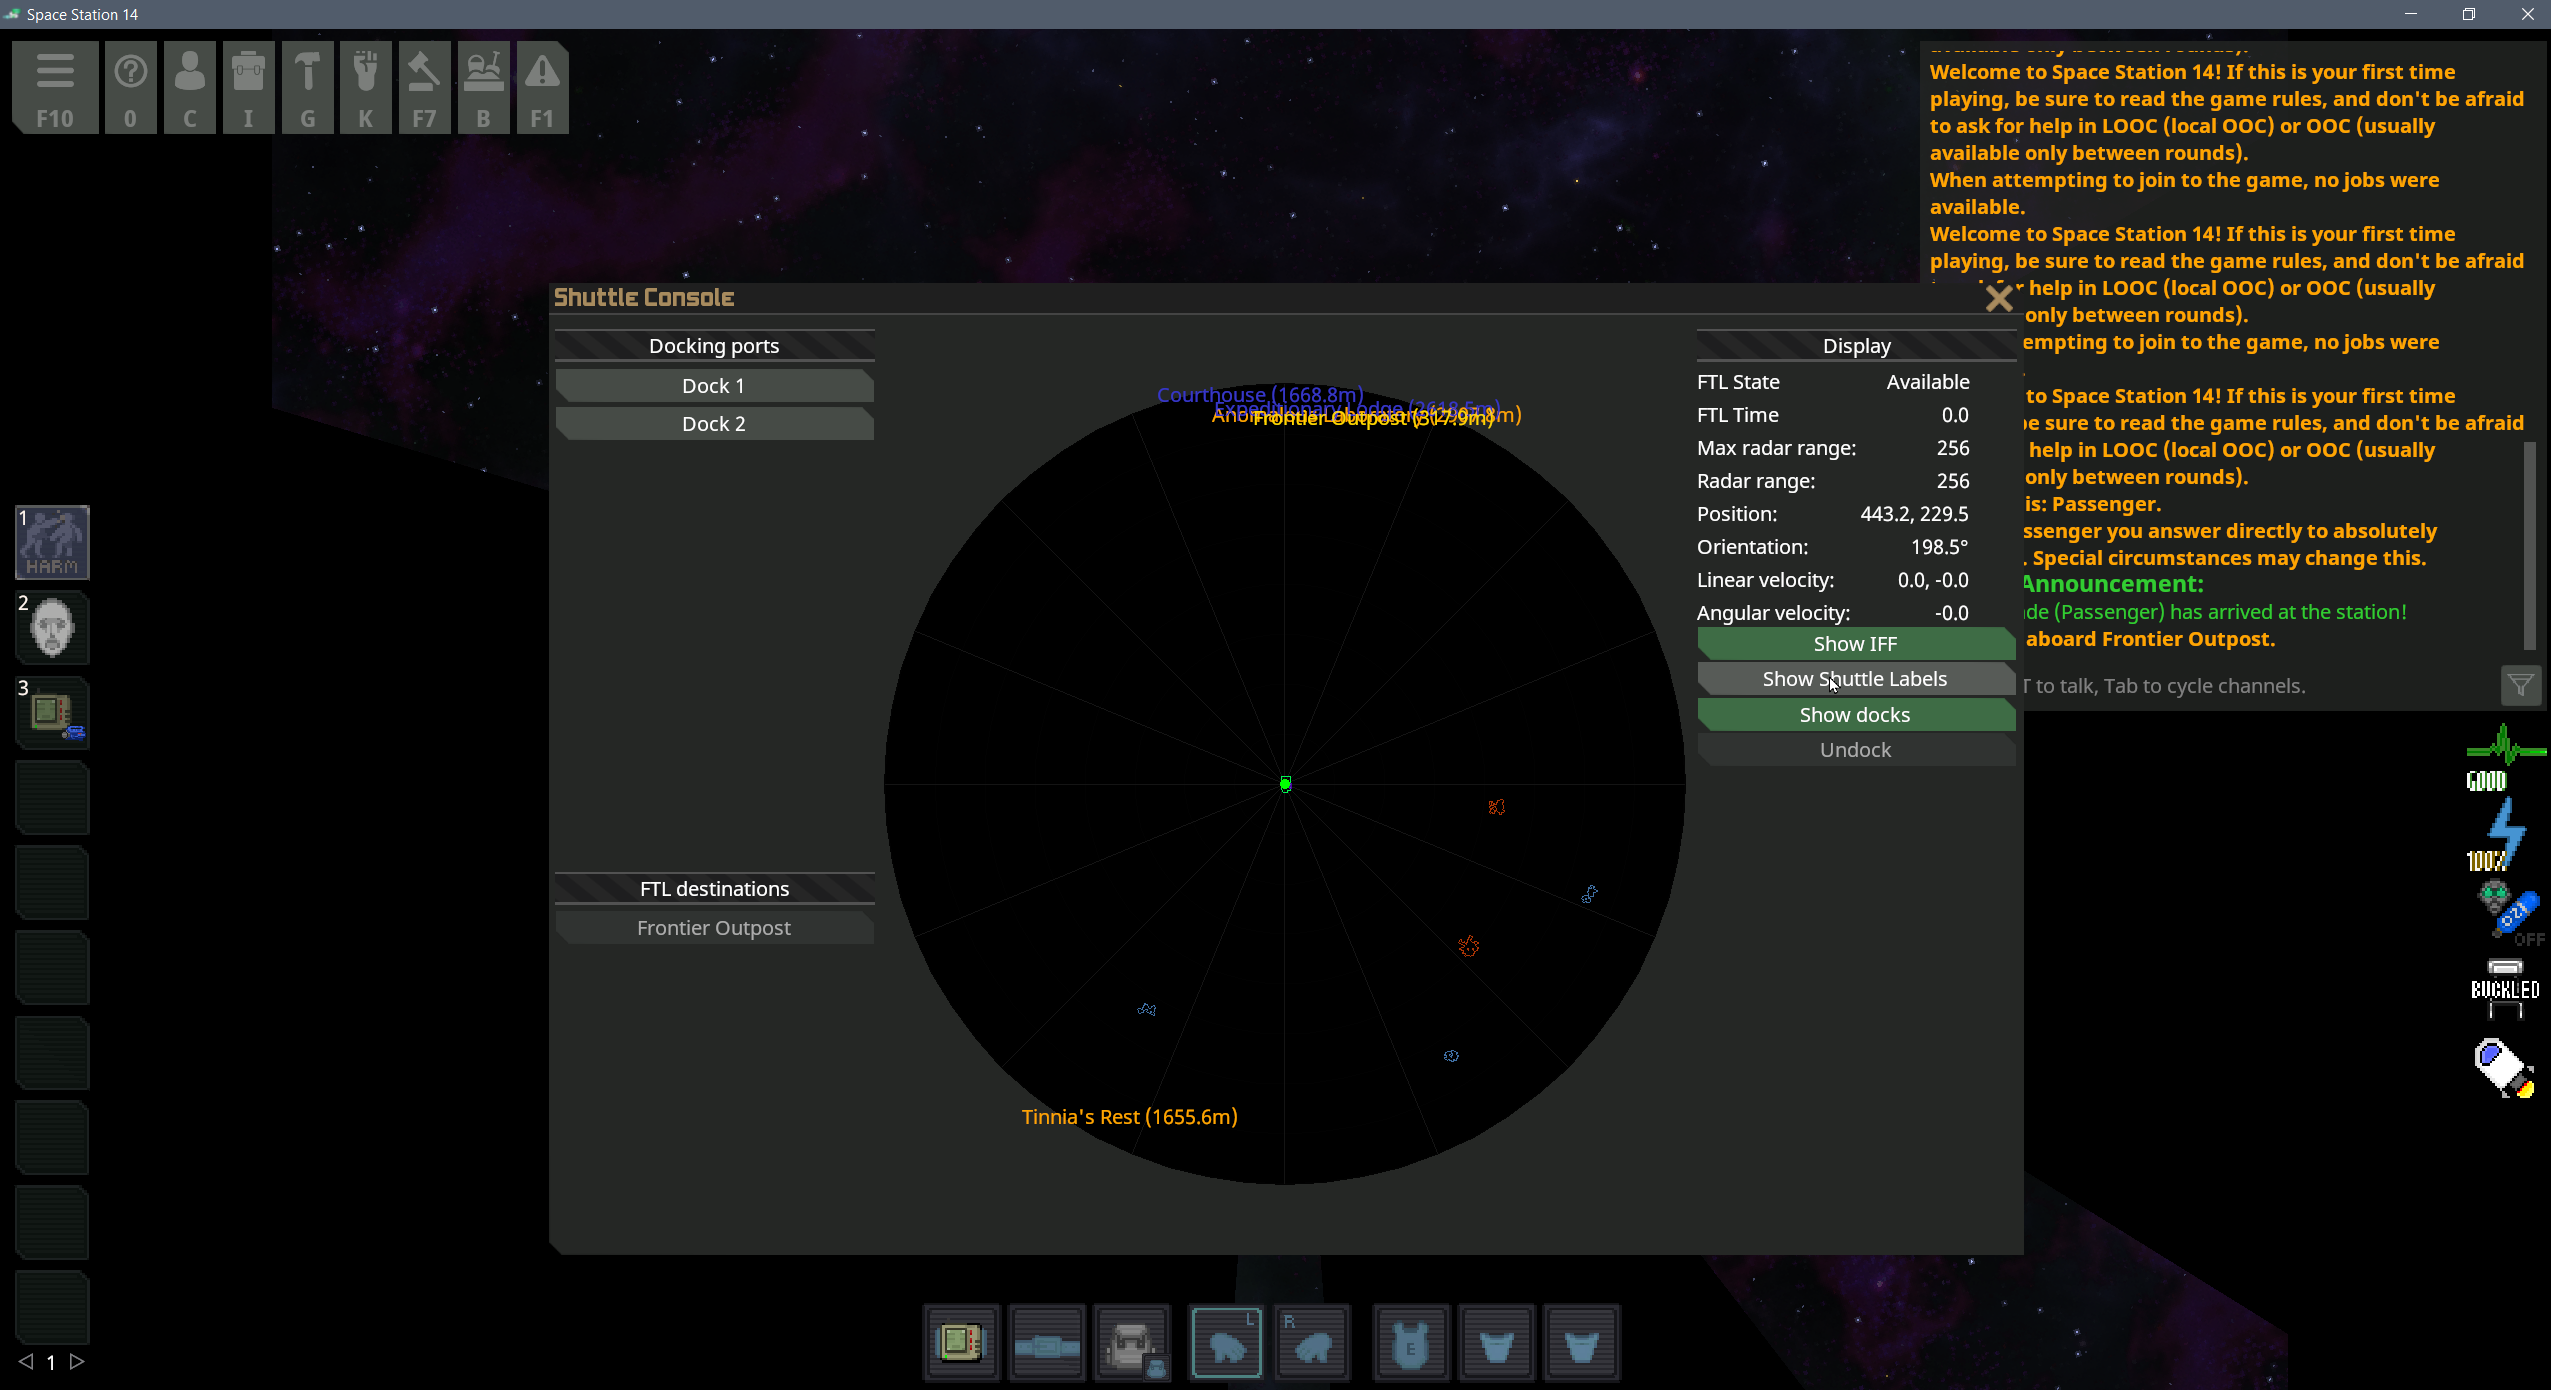 Space Station 14
F10
0
C
I
G
K
F7
B
F1
Welcome to Space Station 14! If this is your first time
playing, be sure to read the game rules, and don't be afraid
to ask for help in LOOC (local OOC) or OOC (usually
available only between rounds).
When attempting to join to the game, no jobs were
available.
Welcome to Space Station 14! If this is your first time
playing, be sure to read the game rules, and don't be afraid
help in LOOC (local OOC) or OOC (usually
only between rounds).
empting to join to the game, no jobs were
to Space Station 14! If this is your first time
be sure to read the game rules, and don't be afraid
help in LOOC (local OOC) or OOC (usually
only between rounds).
is: Passenger.
ssenger you answer directly to absolutely
. Special circumstances may change this.
Announcement:
de (Passenger) has arrived at the station!
aboard Frontier Outpost.
T to talk, Tab to cycle channels.
Shuttle Console
Docking ports
Dock 1
Dock 2
FTL destinations
Frontier Outpost
Courthouse (1668.8m)
Expeditionary Lodge (2618.5m)
Frontier Outpost (317.9m)
Tinnia's Rest (1655.6m)
Display
FTL State Available
FTL Time 0.0
Max radar range: 256
Radar range: 256
Position: 443.2, 229.5
Orientation: 198.5°
Linear velocity: 0.0, -0.0
Angular velocity: -0.0
Show IFF
Show Shuttle Labels
Show docks
Undock
1
HARM
2
3
1
L
R
E
GOOD
100%
O2
OFF
BUCKLED